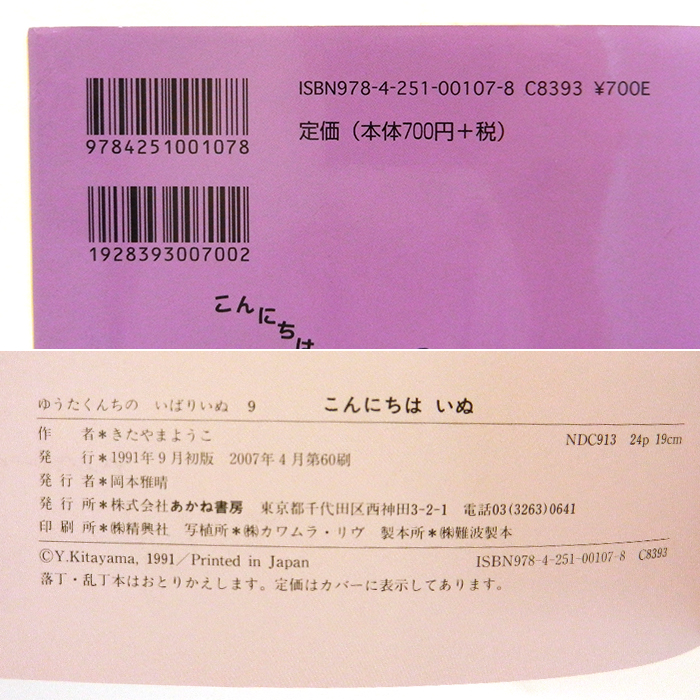 ISBN978-4-251-00107-8 C8393 ¥700E
9784251001078
定価（本体700円＋税）
1928393007002
こんにちは
ゆうたくんちの いばりいぬ 9 こんにちは いぬ
作 者＊きたやまようこ NDC913 24p 19cm
発 行＊1991年9月初版 2007年4月第60刷
発 行 者＊岡本雅晴
発 行 所＊株式会社あかね書房 東京都千代田区西神田3-2-1 電話03(3263)0641
印 刷 所＊㈱精興社 写植所＊㈱カワムラ・リヴ 製本所＊㈱難波製本
©Y.Kitayama, 1991／Printed in Japan ISBN978-4-251-00107-8 C8393
落丁・乱丁本はおとりかえします。定価はカバーに表示してあります。